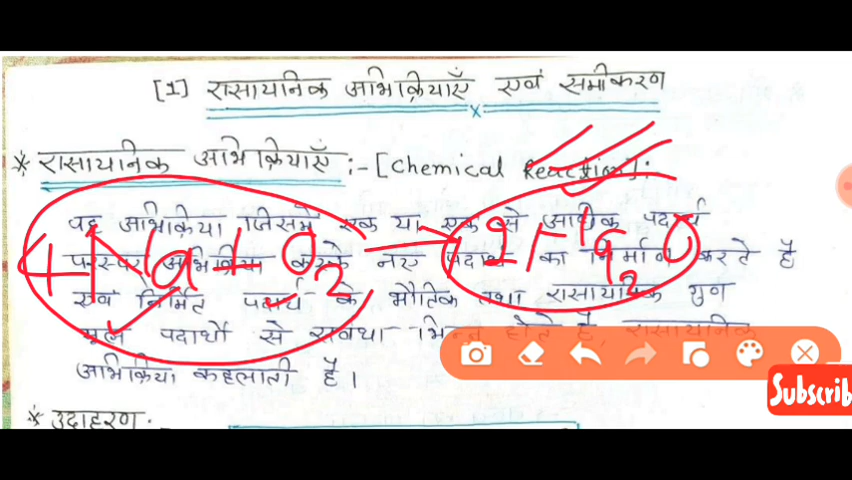 [1] रासायनिक अभिक्रियाएँ एवं समीकरण
* रासायनिक अभिक्रियाएँ :- [Chemical Reaction]:
वह अभिक्रिया जिसमें एक या एक से अधिक पदार्थ
परस्पर अभिक्रिया करके नए पदार्थ का निर्माण करते है
एवं निर्मित पदार्थ के भौतिक तथा रासायनिक गुण
मूल पदार्थों से सर्वथा भिन्न होते है, रासायनिक
अभिक्रिया कहलाती है।
4Na + O2 → 2Na2O
* उदाहरण :-
Subscrib